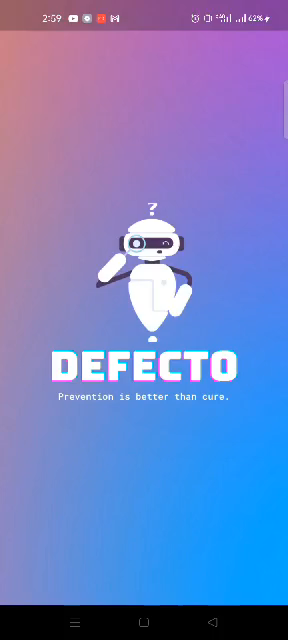 2:59
62%
?
DEFECTO
Prevention is better than cure.